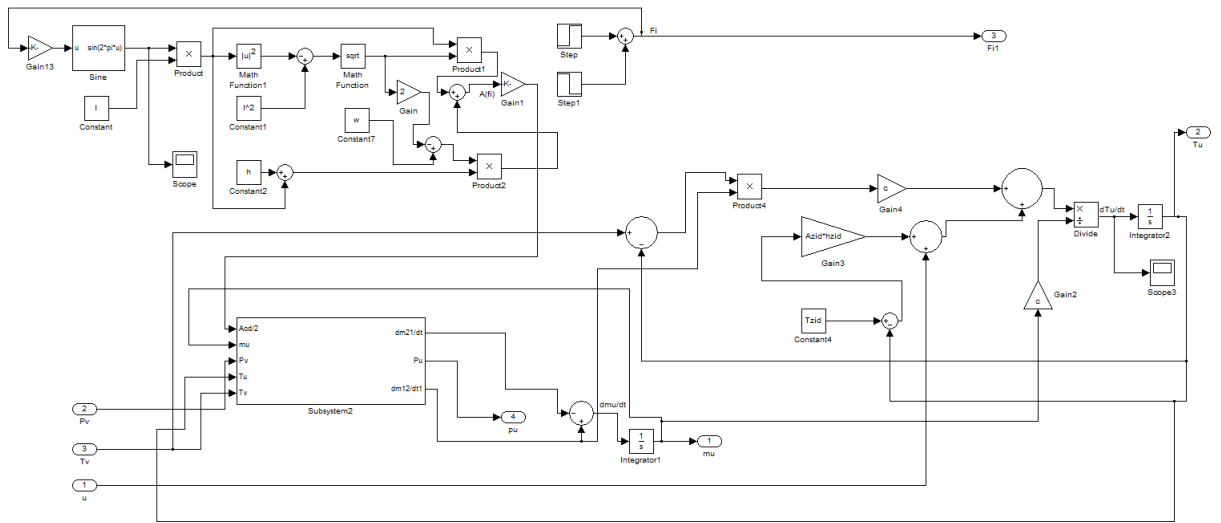 Fi
3
Fi1
-K-
Gain13
u
sin(2*pi*u)
Sine
×
Product
|u|²
Math
Function1
sqrt
Math
Function
×
Product1
-K-
Gain1
A(fi)
Step
Step1
I
Constant
I^2
Constant1
2
Gain
w
Constant7
Scope
h
Constant2
×
Product2
2
Tu
×
Product4
c
Gain4
Azid*hzid
Gain3
×
÷
Divide
dTu/dt
1
s
Integrator2
Scope3
c
Gain2
Tzid
Constant4
Acd/2
mu
Pv
Tu
Tv
dm21/dt
Pu
dm12/dt1
Subsystem2
2
Pv
3
Tv
1
u
4
pu
dmu/dt
1
s
Integrator1
1
mu